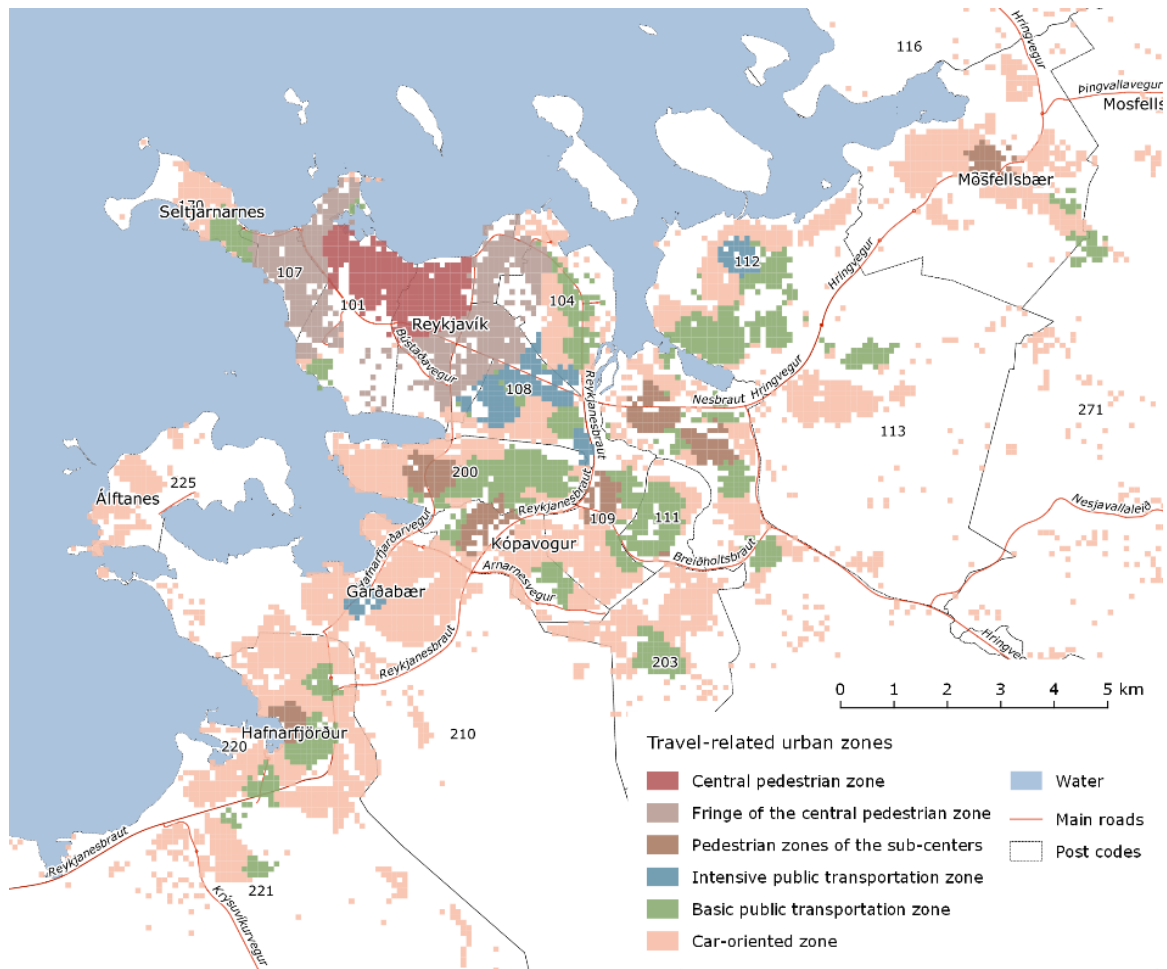 Hringvegur
116
Þingvallavegur
Mosfells
Mosfellsbær
170
Seltjarnarnes
112
Hringvegur
107
101
104
Reykjavík
Bústaðavegur
108
Reykjanesbraut
Nesbraut
Hringvegur
271
113
200
225
Álftanes
Reykjanesbraut
109
111
Nesjavallaleið
Kópavogur
Hafnarfjarðarvegur
Breiðholtsbraut
Arnarnesvegur
Garðabær
Hringveg
Reykjanesbraut
203
0 1 2 3 4 5 km
Hafnarfjörður
220
210
Travel-related urban zones
Central pedestrian zone
Fringe of the central pedestrian zone
Pedestrian zones of the sub-centers
Intensive public transportation zone
Basic public transportation zone
Car-oriented zone
Water
Main roads
Post codes
Reykjanesbraut
221
Krýsuvíkurvegur